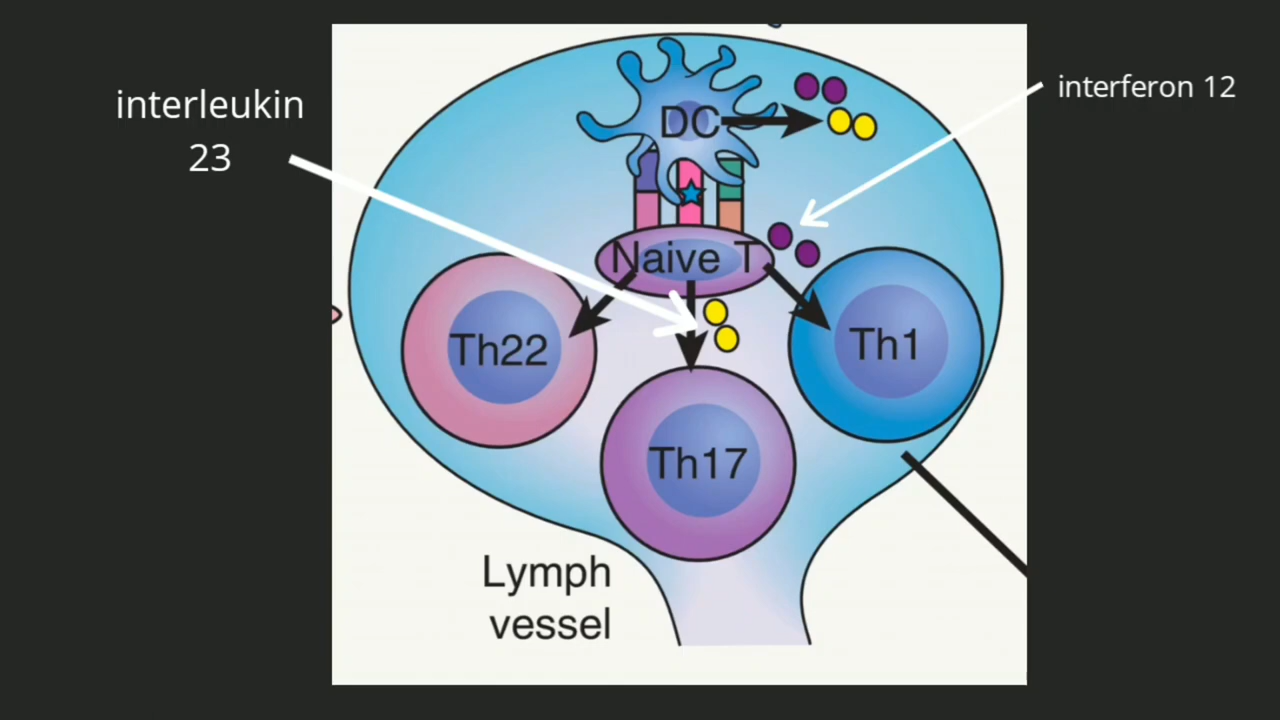 interleukin
23
interferon 12
DC
Naive T
Th22
Th1
Th17
Lymph
vessel